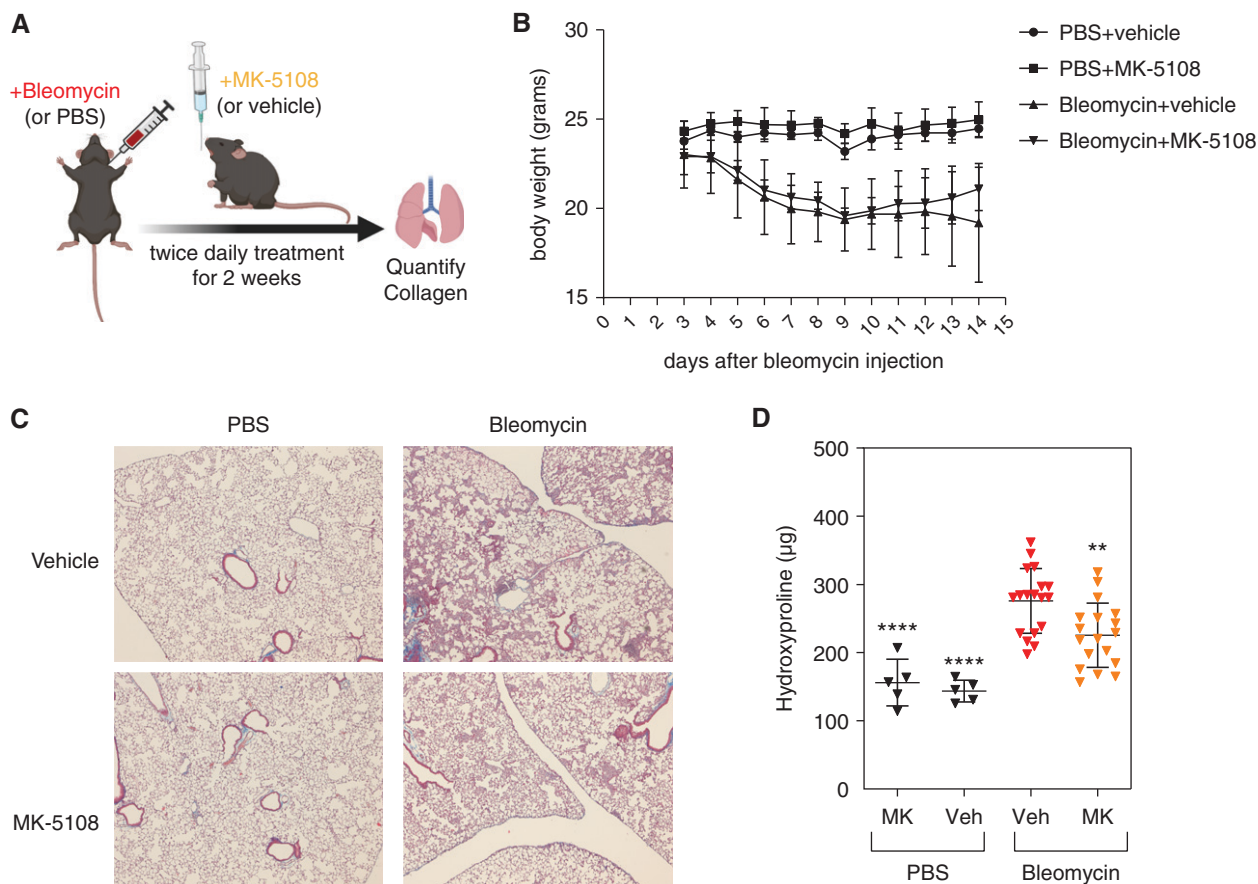 A
+Bleomycin
(or PBS)
+MK-5108
(or vehicle)
twice daily treatment
for 2 weeks
Quantify
Collagen
B
30
25
20
15
body weight (grams)
0 1 2 3 4 5 6 7 8 9 10 11 12 13 14 15
days after bleomycin injection
PBS+vehicle
PBS+MK-5108
Bleomycin+vehicle
Bleomycin+MK-5108
C
PBS Bleomycin
Vehicle
MK-5108
D
500
400
300
200
100
0
Hydroxyproline (µg)
****
****
**
MK Veh Veh MK
PBS Bleomycin